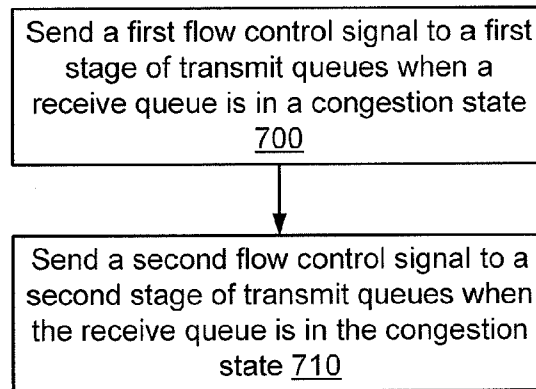 Send a first flow control signal to a first
stage of transmit queues when a
receive queue is in a congestion state
700
Send a second flow control signal to a
second stage of transmit queues when
the receive queue is in the congestion
state 710